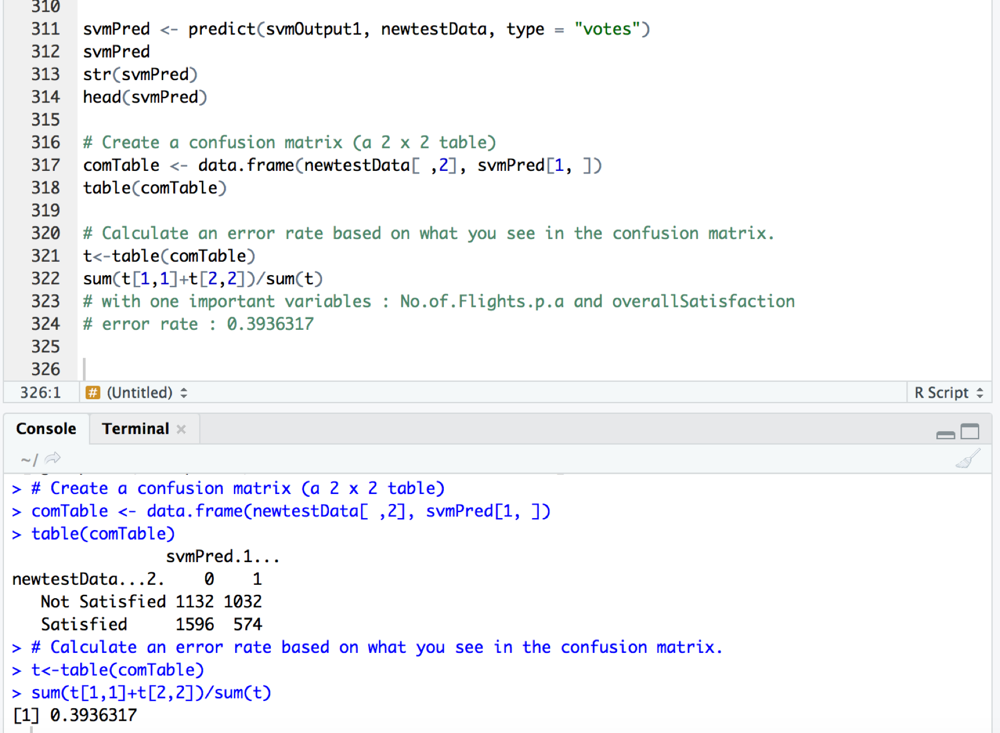 310
311 svmPred <- predict(svmOutput1, newtestData, type = "votes")
312 svmPred
313 str(svmPred)
314 head(svmPred)
315
316 # Create a confusion matrix (a 2 x 2 table)
317 comTable <- data.frame(newtestData[ ,2], svmPred[1, ])
318 table(comTable)
319
320 # Calculate an error rate based on what you see in the confusion matrix.
321 t<-table(comTable)
322 sum(t[1,1]+t[2,2])/sum(t)
323 # with one important variables : No.of.Flights.p.a and overallSatisfaction
324 # error rate : 0.3936317
325
326
326:1 # (Untitled) R Script
Console Terminal
~/
> # Create a confusion matrix (a 2 x 2 table)
> comTable <- data.frame(newtestData[ ,2], svmPred[1, ])
> table(comTable)
svmPred.1...
newtestData...2. 0 1
Not Satisfied 1132 1032
Satisfied 1596 574
> # Calculate an error rate based on what you see in the confusion matrix.
> t<-table(comTable)
> sum(t[1,1]+t[2,2])/sum(t)
[1] 0.3936317